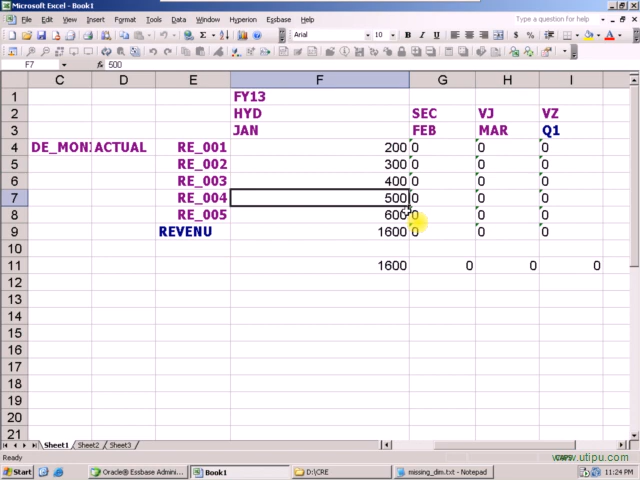 Microsoft Excel - Book1
File Edit View Insert Format Tools Data Window Hyperion Essbase Help
Type a question for help
Arial 10 B I U $ %
F7 fx 500
C D E F G H I
1 FY13
2 HYD SEC VJ VZ
3 JAN FEB MAR Q1
4 DE_MONI ACTUAL RE_001 200 0 0 0
5 RE_002 300 0 0 0
6 RE_003 400 0 0 0
7 RE_004 500 0 0 0
8 RE_005 600 0 0 0
9 REVENU 1600 0 0 0
10
11 1600 0 0 0
12
13
14
15
16
17
18
19
20
21
Sheet1 Sheet2 Sheet3
Ready CAPS
www.utipu.com
Start Oracle® Essbase Admini... Book1 D:\CRE missing_dim.txt - Notepad 11:24 PM